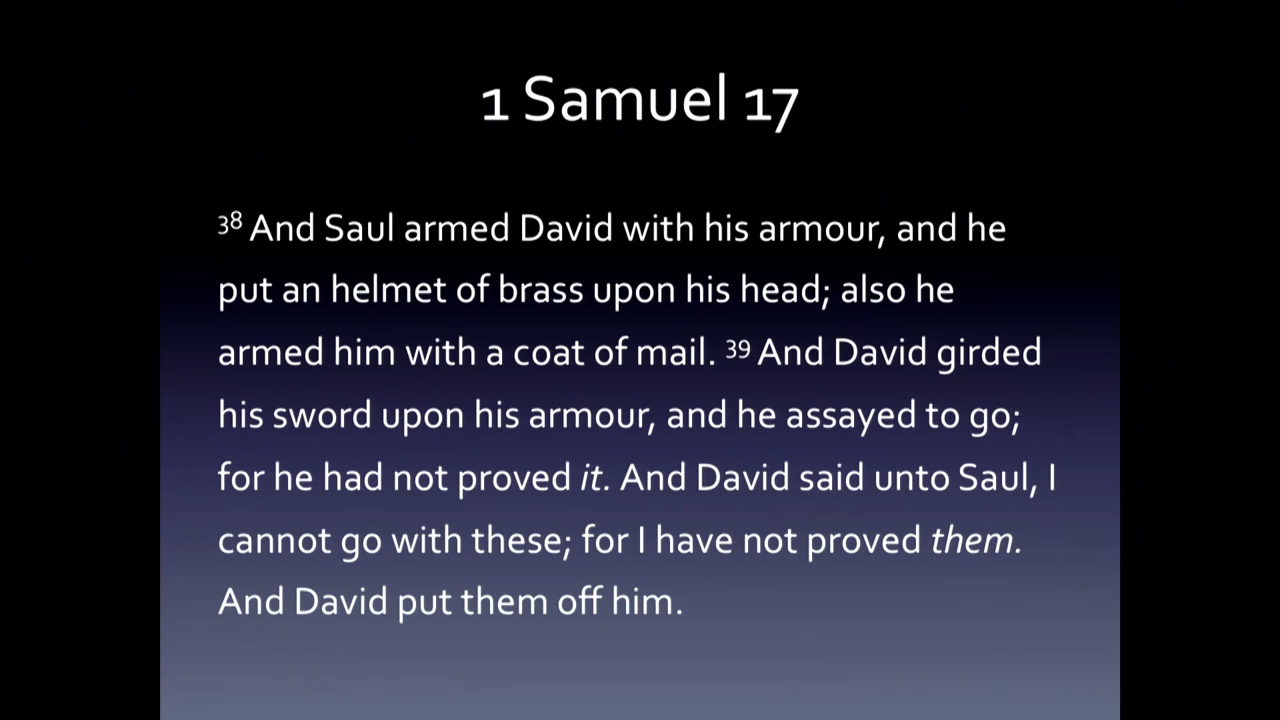 1 Samuel 17
38 And Saul armed David with his armour, and he
put an helmet of brass upon his head; also he
armed him with a coat of mail. 39 And David girded
his sword upon his armour, and he assayed to go;
for he had not proved it. And David said unto Saul, I
cannot go with these; for I have not proved them.
And David put them off him.